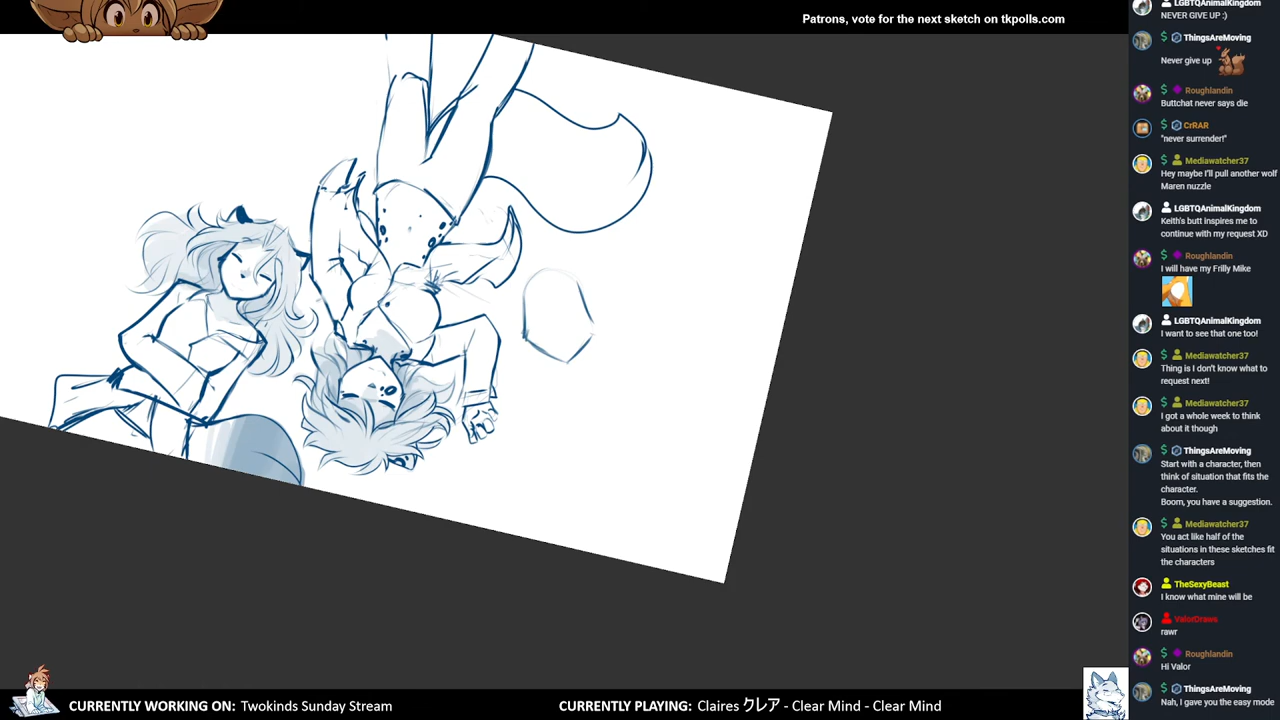 Patrons, vote for the next sketch on tkpolls.com
LGBTQAnimalKingdom
NEVER GIVE UP :)
ThingsAreMoving
Never give up
Roughlandin
Buttchat never says die
CrRAR
"never surrender!"
Mediawatcher37
Hey maybe I'll pull another wolf
Maren nuzzle
LGBTQAnimalKingdom
Keith's butt inspires me to
continue with my request XD
Roughlandin
I will have my Frilly Mike
LGBTQAnimalKingdom
I want to see that one too!
Mediawatcher37
Thing is I don't know what to
request next!
Mediawatcher37
I got a whole week to think
about it though
ThingsAreMoving
Start with a character, then
think of situation that fits the
character.
Boom, you have a suggestion.
Mediawatcher37
You act like half of the
situations in these sketches fit
the characters
TheSexyBeast
I know what mine will be
ValorDraws
rawr
Roughlandin
Hi Valor
ThingsAreMoving
Nah, I gave you the easy mode
CURRENTLY WORKING ON: Twokinds Sunday Stream
CURRENTLY PLAYING: Claires クレア - Clear Mind - Clear Mind